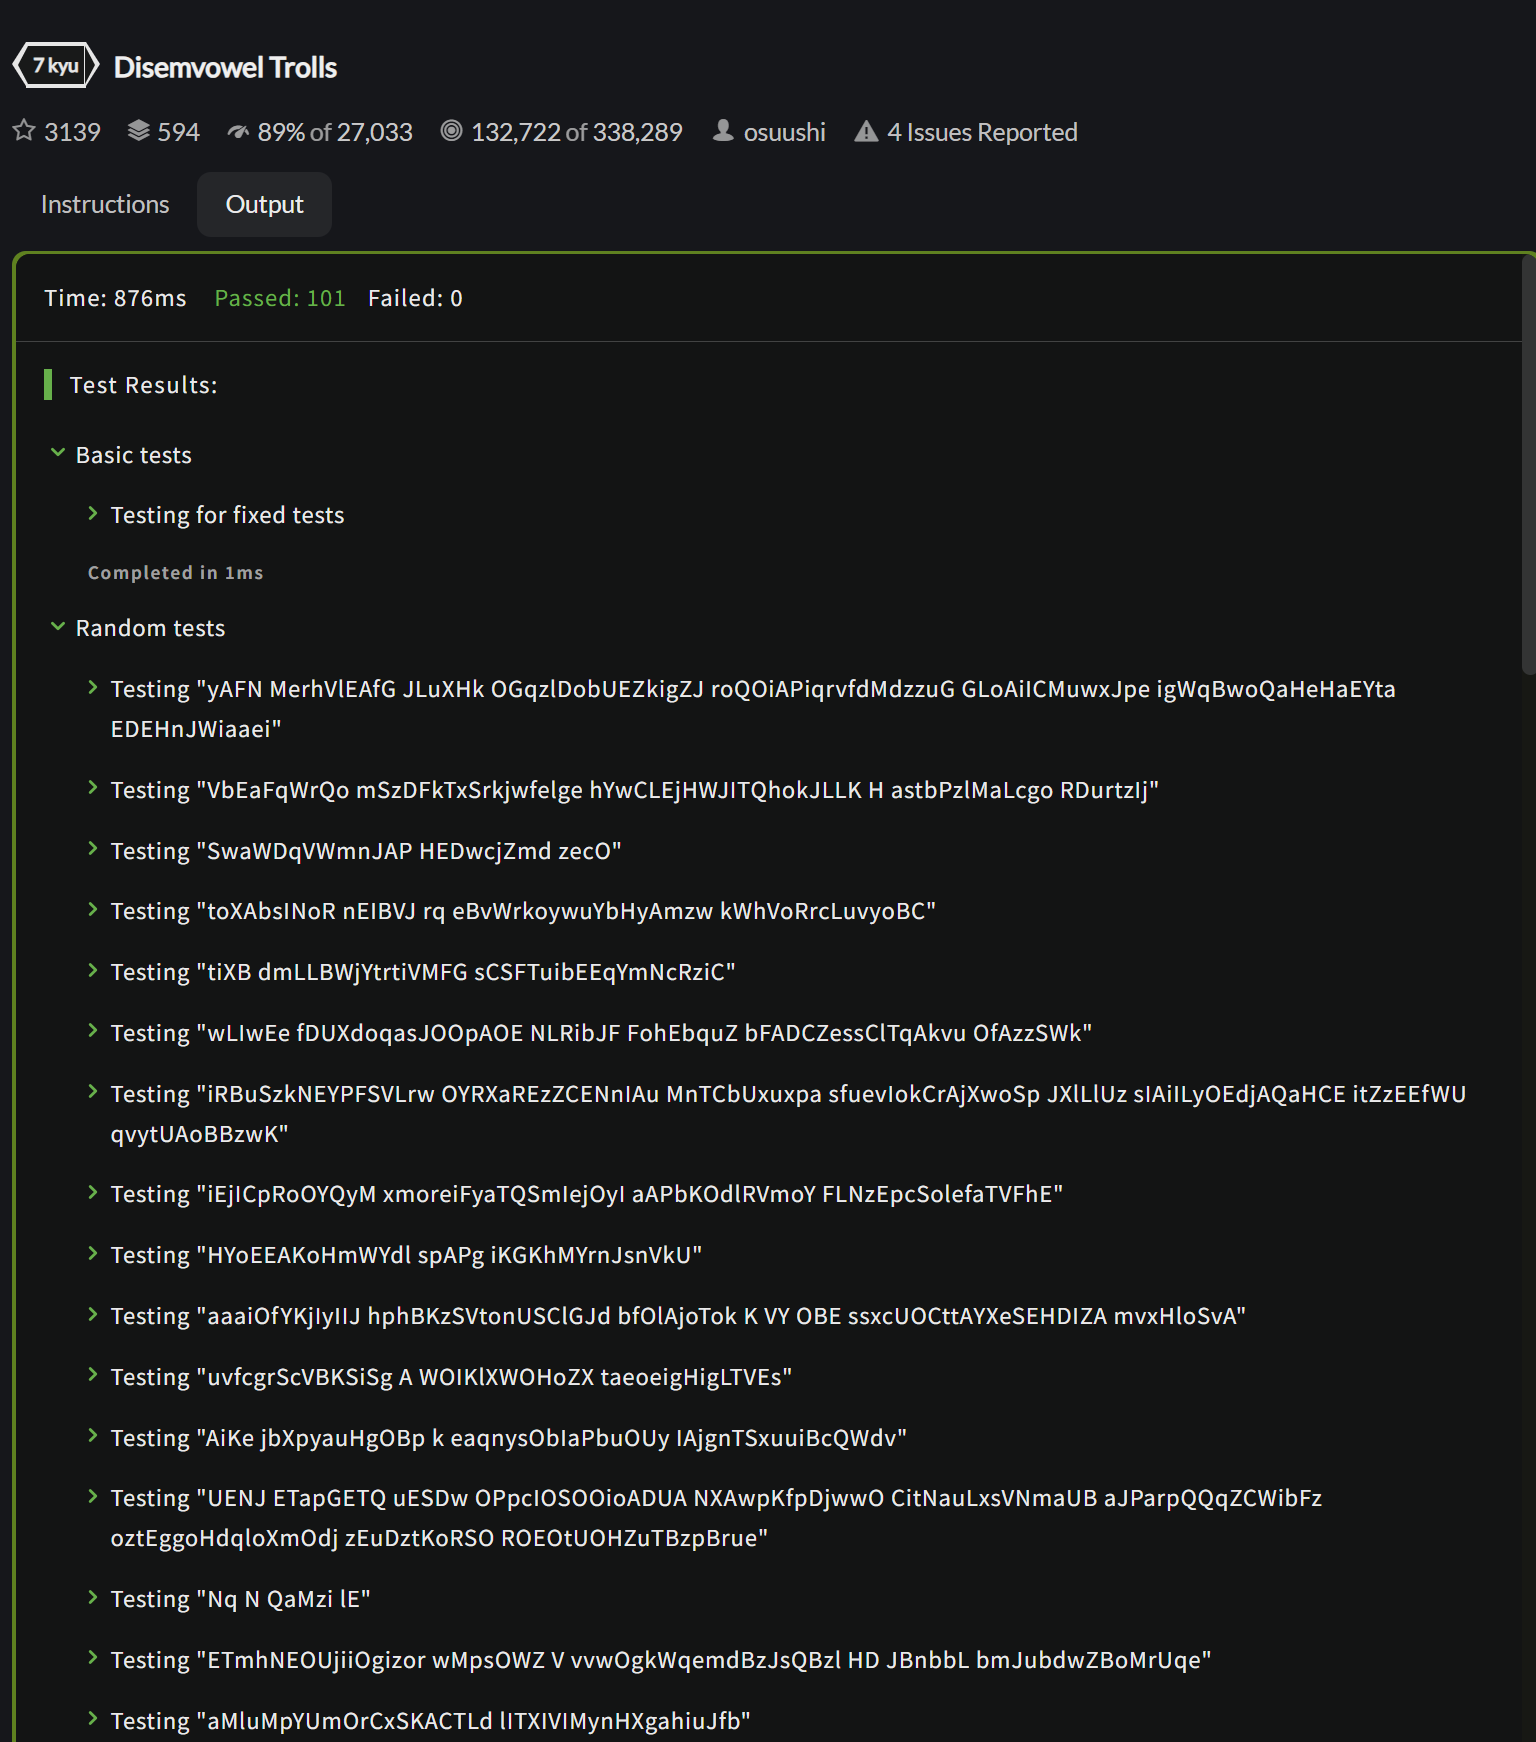 7 kyu Disemvowel Trolls
3139 594 89% of 27,033 132,722 of 338,289 osuushi 4 Issues Reported
Instructions Output
Time: 876ms Passed: 101 Failed: 0
Test Results:
Basic tests
Testing for fixed tests
Completed in 1ms
Random tests
Testing "yAFN MerhVlEAfG JLuXHk OGqzlDobUEZkigZJ roQOiAPiqrvfdMdzzuG GLoAiICMuwxJpe igWqBwoQaHeHaEYta
EDEHnJWiaaei"
Testing "VbEaFqWrQo mSzDFkTxSrkjwfelge hYwCLEjHWJITQhokJLLK H astbPzlMaLcgo RDurtzIj"
Testing "SwaWDqVWmnJAP HEDwcjZmd zecO"
Testing "toXAbsINoR nEIBVJ rq eBvWrkoywuYbHyAmzw kWhVoRrcLuvyoBC"
Testing "tiXB dmLLBWjYtrtiVMFG sCSFTuibEEqYmNcRziC"
Testing "wLIwEe fDUXdoqasJOOpAOE NLRibJF FohEbquZ bFADCZessClTqAkvu OfAzzSWk"
Testing "iRBuSzkNEYPFSVLrw OYRXaREzZCENnIAu MnTCbUxuxpa sfuevIokCrAjXwoSp JXlLlUz sIAiILyOEdjAQaHCE itZzEEfWU
qvytUAoBBzwK"
Testing "iEjICpRoOYQyM xmoreiFyaTQSmIejOyI aAPbKOdlRVmoY FLNzEpcSolefaTVFhE"
Testing "HYoEEAKoHmWYdl spAPg iKGKhMYrnJsnVkU"
Testing "aaaiOfYKjIyIIJ hphBKzSVtonUSClGJd bfOlAjoTok K VY OBE ssxcUOCttAYXeSEHDIZA mvxHloSvA"
Testing "uvfcgrScVBKSiSg A WOIKlXWOHoZX taeoeigHigLTVEs"
Testing "AiKe jbXpyauHgOBp k eaqnysObIaPbuOUy IAjgnTSxuuiBcQWdv"
Testing "UENJ ETapGETQ uESDw OPpcIOSOOioADUA NXAwpKfpDjwwO CitNauLxsVNmaUB aJParpQQqZCWibFz
oztEggoHdqloXmOdj zEuDztKoRSO ROEOtUOHZuTBzpBrue"
Testing "Nq N QaMzi lE"
Testing "ETmhNEOUjiiOgizor wMpsOWZ V vvwOgkWqemdBzJsQBzl HD JBnbbL bmJubdwZBoMrUqe"
Testing "aMluMpYUmOrCxSKACTLd lITXIVIMynHXgahiuJfb"